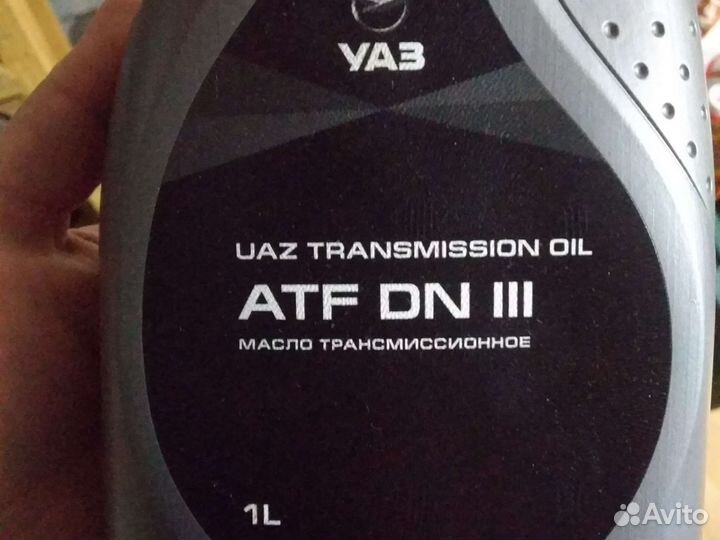 УАЗ
UAZ TRANSMISSION OIL
ATF DN III
МАСЛО ТРАНСМИССИОННОЕ
1L
Avito